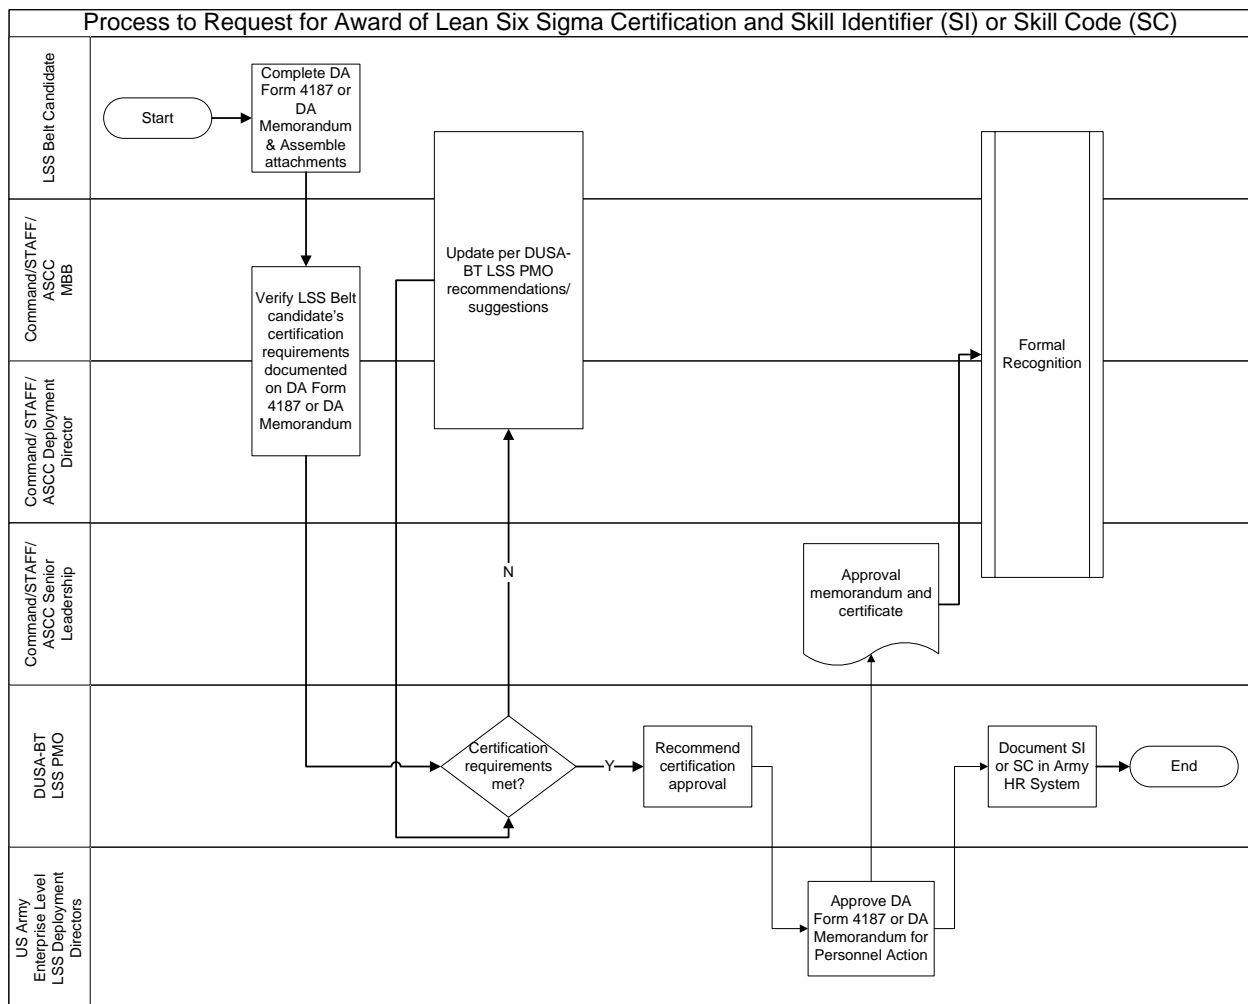 Process to Request for Award of Lean Six Sigma Certification and Skill Identifier (SI) or Skill Code (SC)
LSS Belt Candidate
Start
Complete DA
Form 4187 or
DA
Memorandum
& Assemble
attachments
Command/STAFF/
ASCC
MBB
Verify LSS Belt
candidate's
certification
requirements
documented
on DA Form
4187 or DA
Memorandum
Update per DUSA-
BT LSS PMO
recommendations/
suggestions
Formal
Recognition
Command/ STAFF/
ASCC Deployment
Director
Command/STAFF/
ASCC Senior
Leadership
N
Approval
memorandum and
certificate
DUSA-BT
LSS PMO
Certification
requirements
met?
Y
Recommend
certification
approval
Document SI
or SC in Army
HR System
End
US Army
Enterprise Level
LSS Deployment
Directors
Approve DA
Form 4187 or DA
Memorandum for
Personnel Action